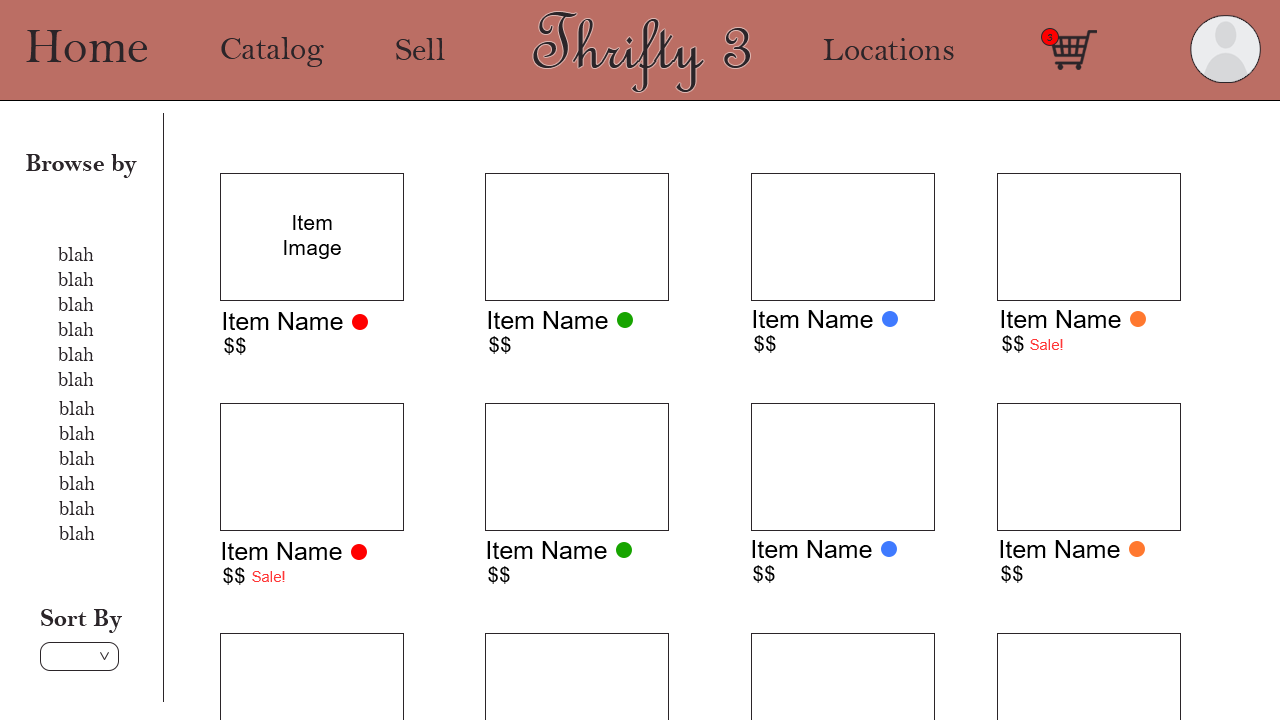 Home
Catalog
Sell
Thrifty 3
Locations
3
Browse by
blah
blah
blah
blah
blah
blah
blah
blah
blah
blah
blah
blah
Sort By
Item
Image
Item Name
$$
Item Name
$$
Item Name
$$
Item Name
$$ Sale!
Item Name
$$ Sale!
Item Name
$$
Item Name
$$
Item Name
$$